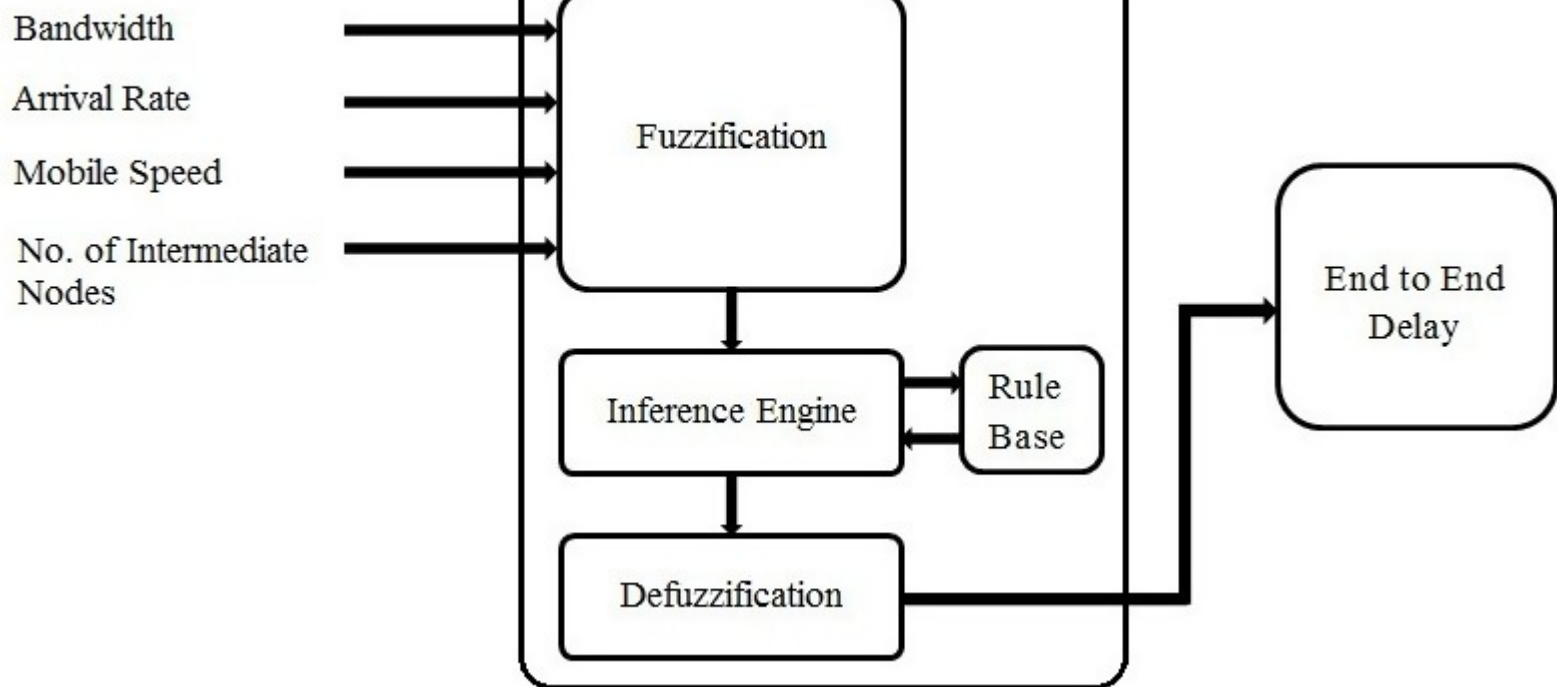 Bandwidth
Arrival Rate
Mobile Speed
No. of Intermediate
Nodes
Fuzzification
Inference Engine
Rule
Base
Defuzzification
End to End
Delay